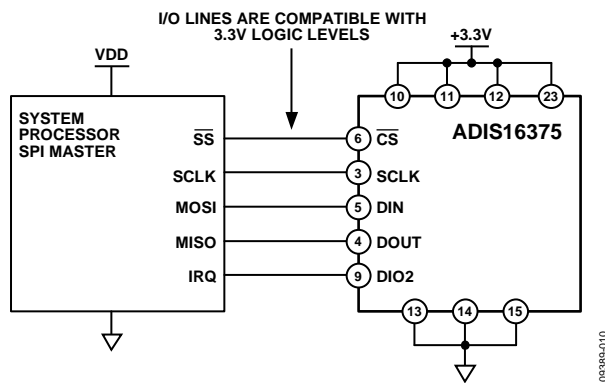 I/O LINES ARE COMPATIBLE WITH
3.3V LOGIC LEVELS
VDD
+3.3V
10
11
12
23
SYSTEM
PROCESSOR
SPI MASTER
ADIS16375
SS 6 CS
SCLK 3 SCLK
MOSI 5 DIN
MISO 4 DOUT
IRQ 9 DIO2
13
14
15
09389-010